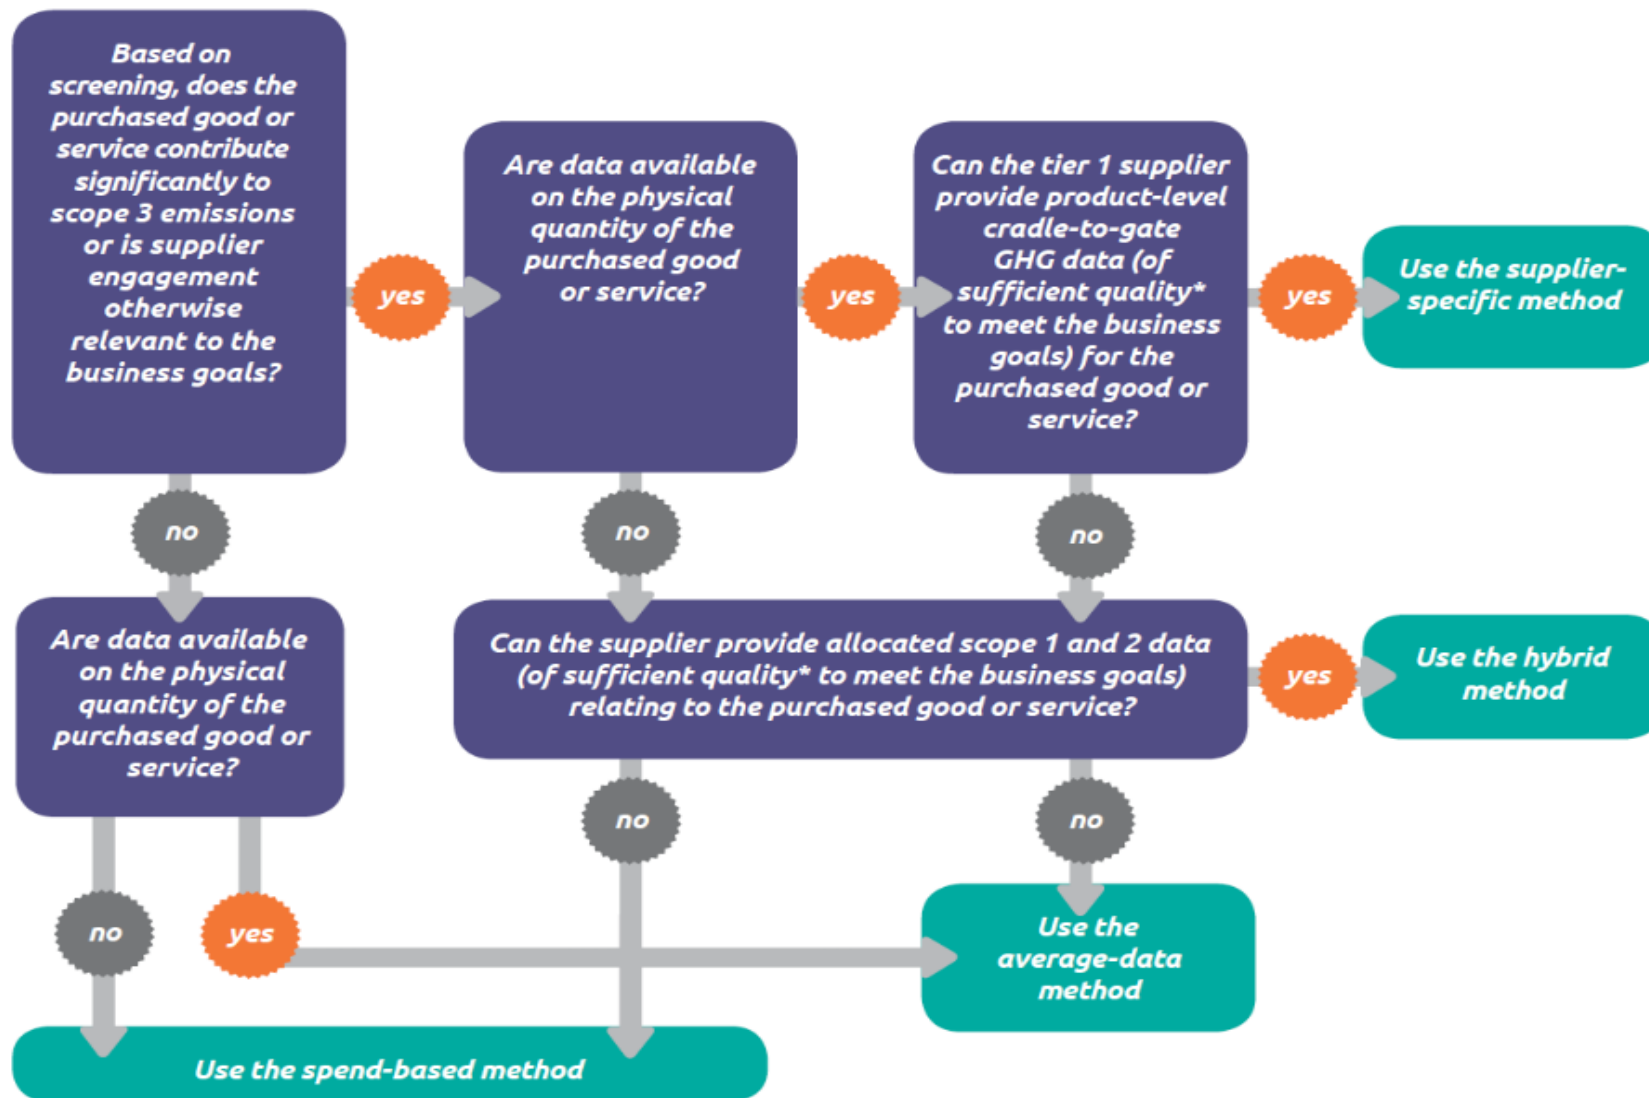 Based on
screening, does the
purchased good or
service contribute
significantly to
scope 3 emissions
or is supplier
engagement
otherwise
relevant to the
business goals?
yes
Are data available
on the physical
quantity of the
purchased good
or service?
yes
Can the tier 1 supplier
provide product-level
cradle-to-gate
GHG data (of
sufficient quality*
to meet the business
goals) for the
purchased good or
service?
yes
Use the supplier-
specific method
no
no
no
Are data available
on the physical
quantity of the
purchased good or
service?
Can the supplier provide allocated scope 1 and 2 data
(of sufficient quality* to meet the business goals)
relating to the purchased good or service?
yes
Use the hybrid
method
no
no
no
yes
Use the
average-data
method
Use the spend-based method